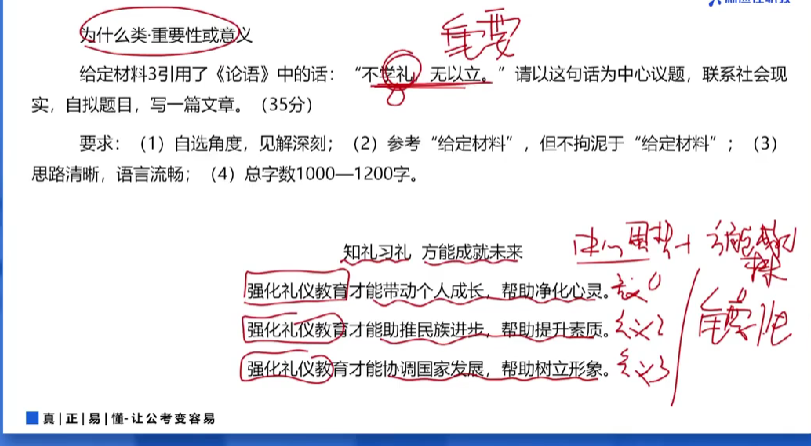 为什么类·重要性或意义
重要
给定材料3引用了《论语》中的话：“不学礼，无以立。”请以这句话为中心议题，联系社会现
实，自拟题目，写一篇文章。（35分）
要求：（1）自选角度，见解深刻；（2）参考“给定材料”，但不拘泥于“给定材料”；（3）
思路清晰，语言流畅；（4）总字数1000—1200字。
知礼习礼 方能成就未来
强化礼仪教育才能带动个人成长，帮助净化心灵。
强化礼仪教育才能助推民族进步，帮助提升素质。
强化礼仪教育才能协调国家发展，帮助树立形象。
重要性
真|正|易|懂-让公考变容易